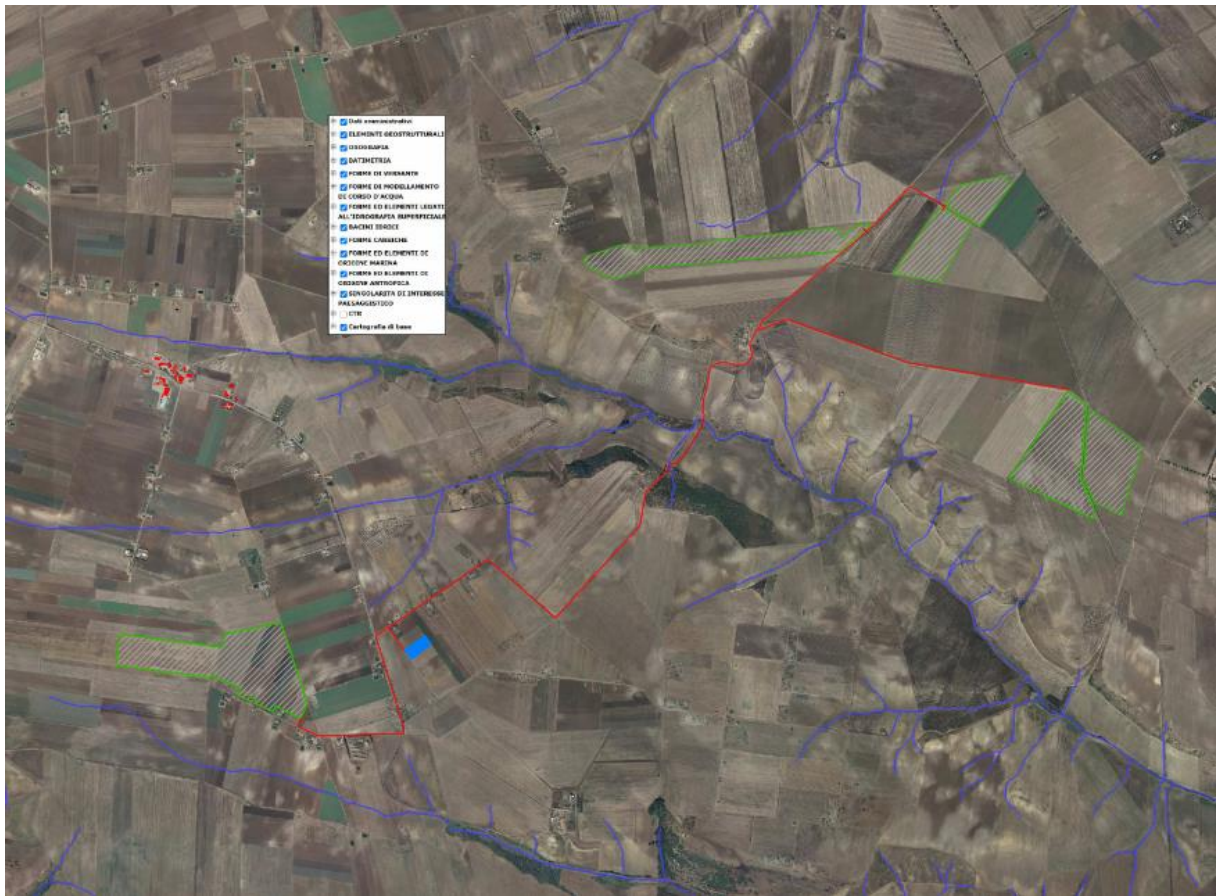 Dati amministrativi
ELEMENTI GEOSTRUTTURALI
OROGRAFIA
BATIMETRIA
FORME DI VERSANTE
FORME DI MODELLAMENTO
DI CORSO D'ACQUA
FORME ED ELEMENTI LEGATI
ALL'IDROGRAFIA SUPERFICIALE
BACINI IDRICI
FORME CARSICHE
FORME ED ELEMENTI DI
ORIGINE MARINA
FORME ED ELEMENTI DI
ORIGINE ANTROPICA
SINGOLARITA DI INTERESSE
PAESAGGISTICO
CTR
Cartografia di base